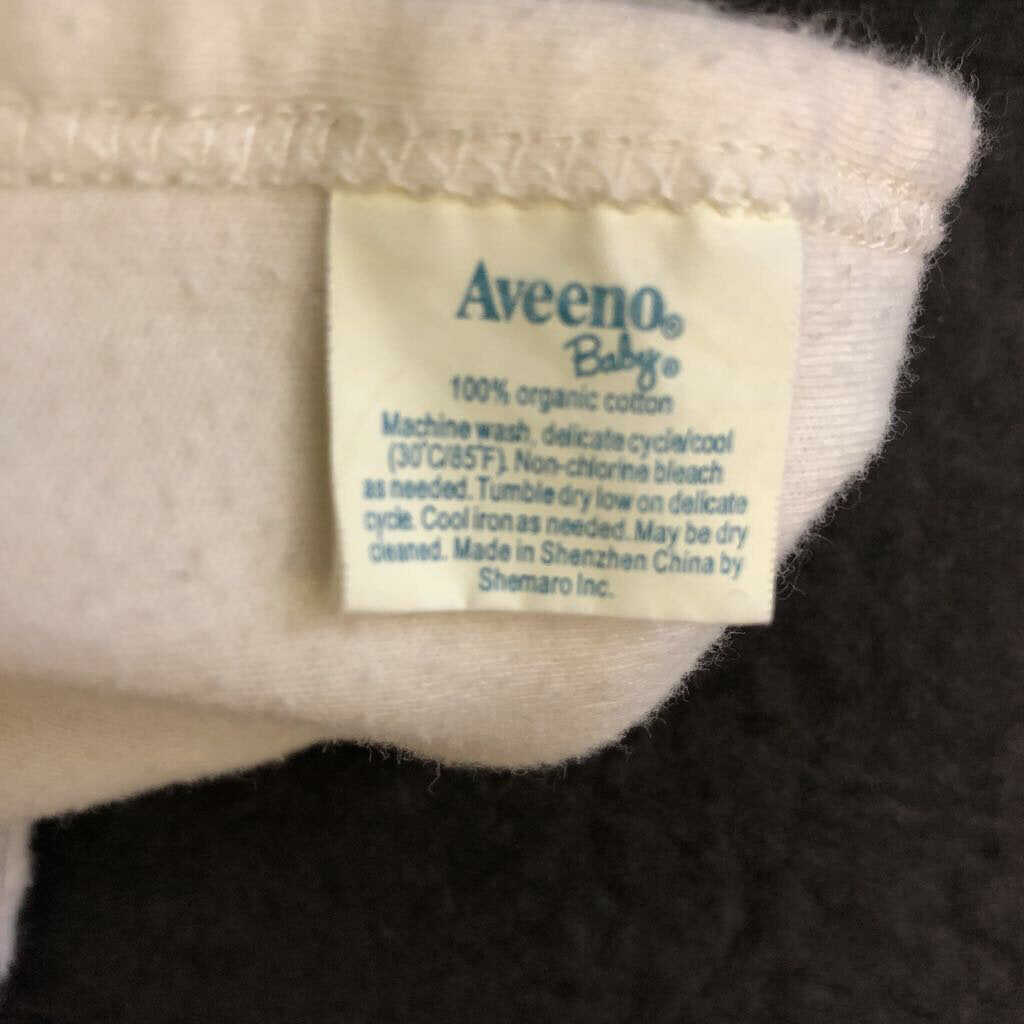 Aveeno®
Baby®
100% organic cotton
Machine wash, delicate cycle/cool
(30°C/85°F). Non-chlorine bleach
as needed. Tumble dry low on delicate
cycle. Cool iron as needed. May be dry
cleaned. Made in Shenzhen China by
Shemaro Inc.